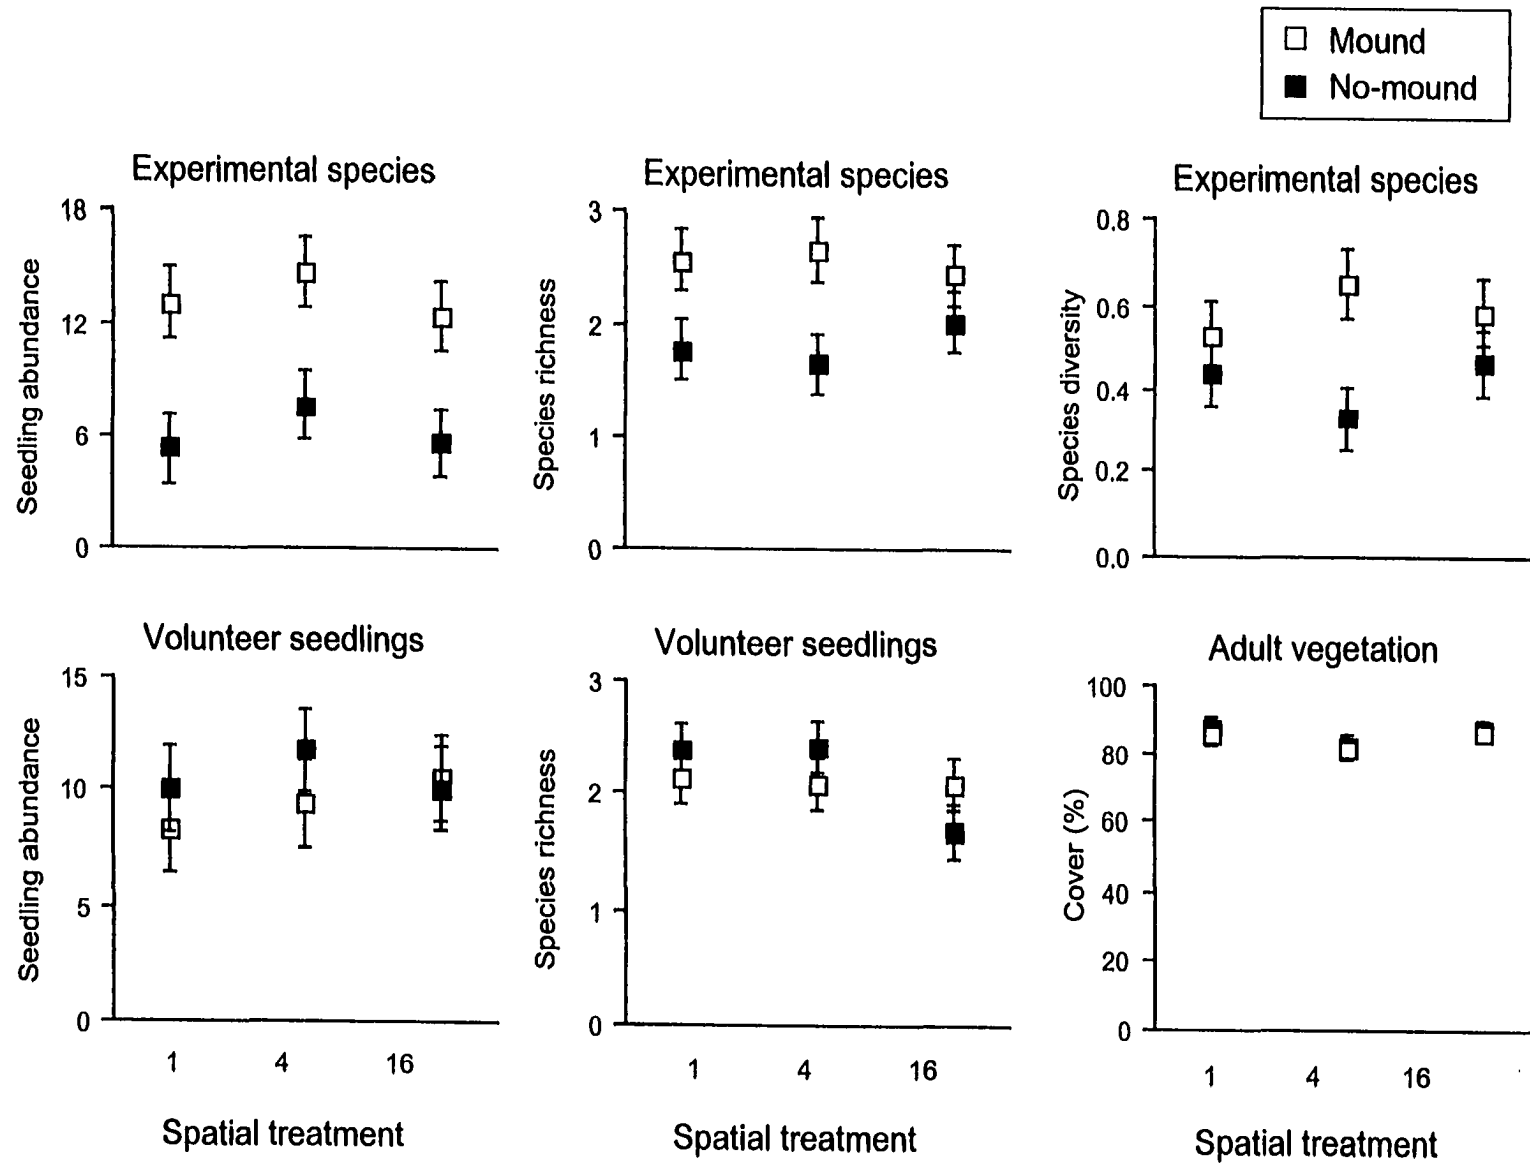 Mound
No-mound
Experimental species
Experimental species
Experimental species
Seedling abundance
18
12
6
0
Species richness
3
2
1
0
Species diversity
0.8
0.6
0.4
0.2
0.0
Volunteer seedlings
Volunteer seedlings
Adult vegetation
Seedling abundance
15
10
5
0
Species richness
3
2
1
0
Cover (%)
100
80
60
40
20
0
1 4 16
1 4 16
1 4 16
Spatial treatment
Spatial treatment
Spatial treatment